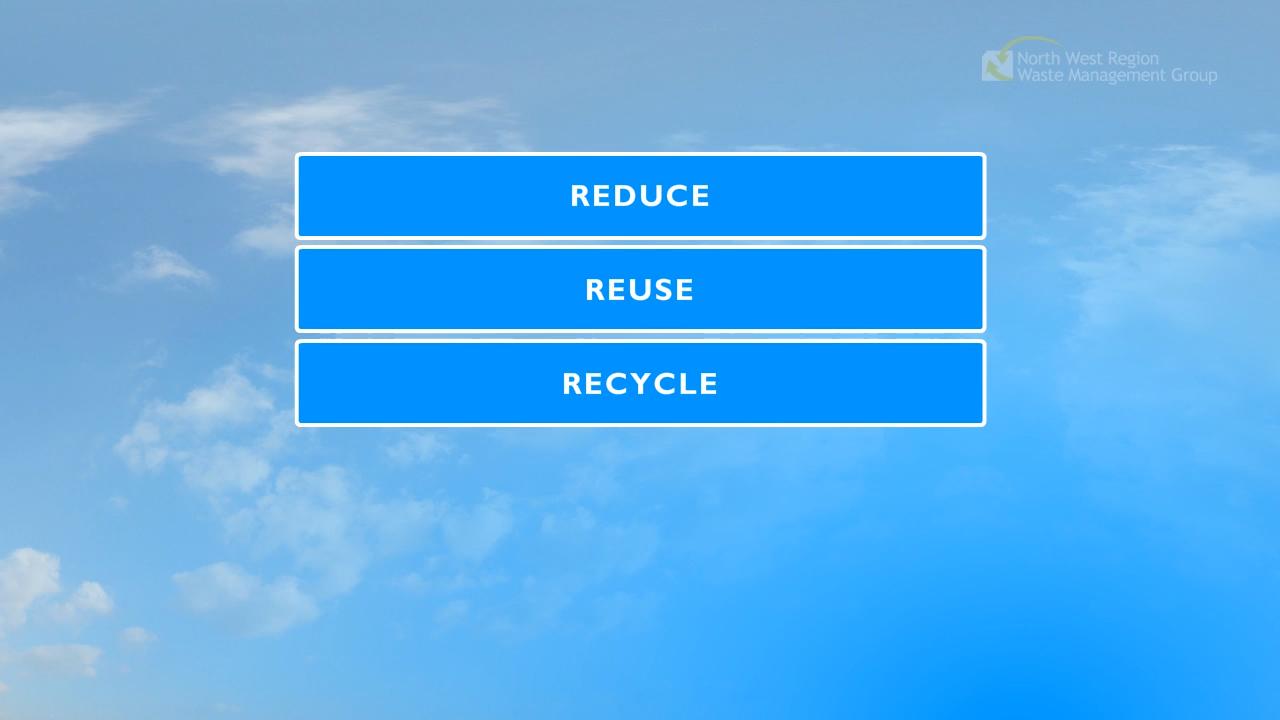 North West Region
Waste Management Group
REDUCE
REUSE
RECYCLE